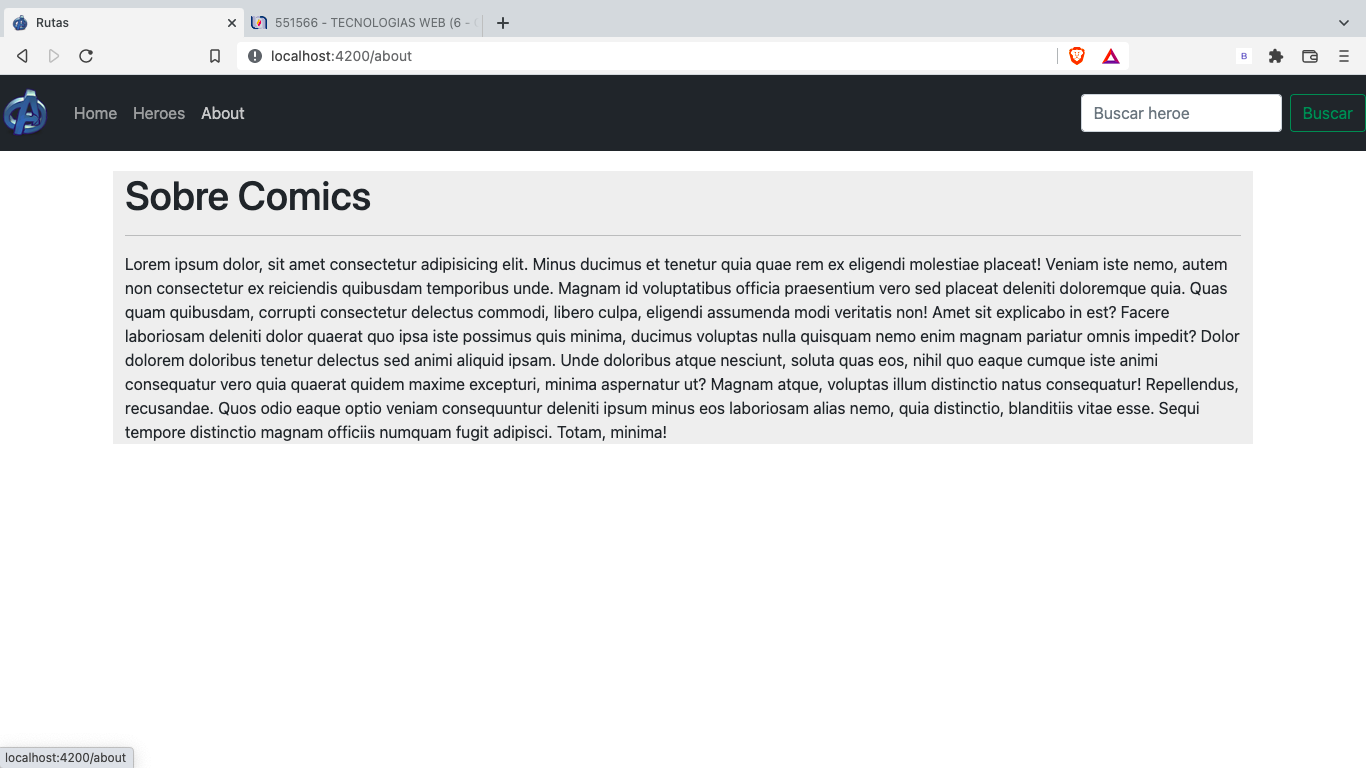 Rutas
551566 - TECNOLOGIAS WEB (6 -
localhost:4200/about
B
Home Heroes About
Buscar heroe
Buscar
Sobre Comics
Lorem ipsum dolor, sit amet consectetur adipisicing elit. Minus ducimus et tenetur quia quae rem ex eligendi molestiae placeat! Veniam iste nemo, autem
non consectetur ex reiciendis quibusdam temporibus unde. Magnam id voluptatibus officia praesentium vero sed placeat deleniti doloremque quia. Quas
quam quibusdam, corrupti consectetur delectus commodi, libero culpa, eligendi assumenda modi veritatis non! Amet sit explicabo in est? Facere
laboriosam deleniti dolor quaerat quo ipsa iste possimus quis minima, ducimus voluptas nulla quisquam nemo enim magnam pariatur omnis impedit? Dolor
dolorem doloribus tenetur delectus sed animi aliquid ipsam. Unde doloribus atque nesciunt, soluta quas eos, nihil quo eaque cumque iste animi
consequatur vero quia quaerat quidem maxime excepturi, minima aspernatur ut? Magnam atque, voluptas illum distinctio natus consequatur! Repellendus,
recusandae. Quos odio eaque optio veniam consequuntur deleniti ipsum minus eos laboriosam alias nemo, quia distinctio, blanditiis vitae esse. Sequi
tempore distinctio magnam officiis numquam fugit adipisci. Totam, minima!
localhost:4200/about